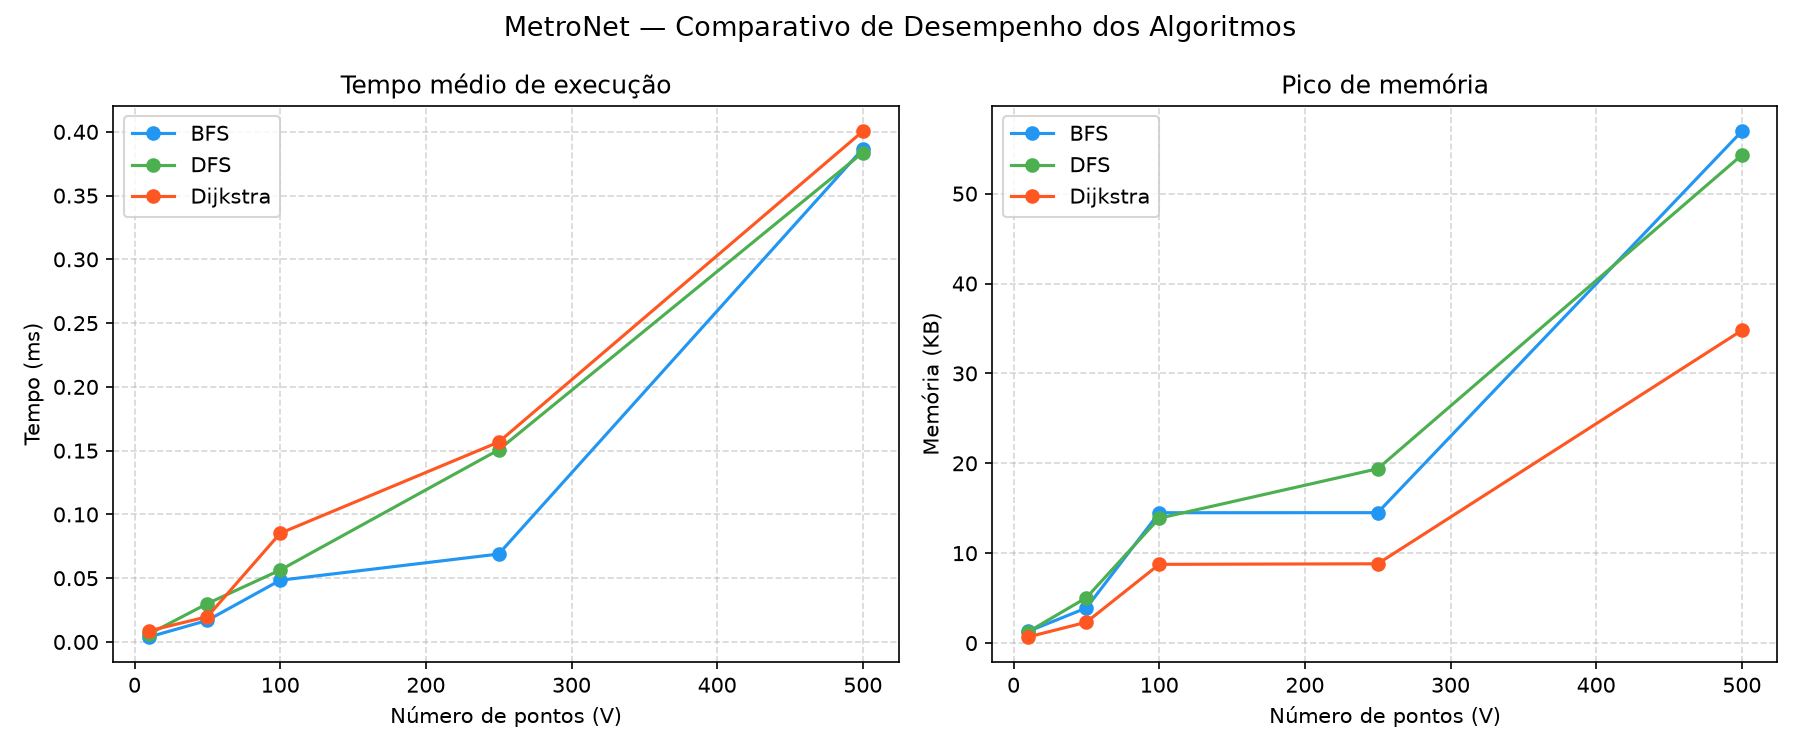 MetroNet — Comparativo de Desempenho dos Algoritmos
Tempo médio de execução
BFS
DFS
Dijkstra
Tempo (ms)
0.40
0.35
0.30
0.25
0.20
0.15
0.10
0.05
0.00
0 100 200 300 400 500
Número de pontos (V)
Pico de memória
BFS
DFS
Dijkstra
Memória (KB)
50
40
30
20
10
0
0 100 200 300 400 500
Número de pontos (V)